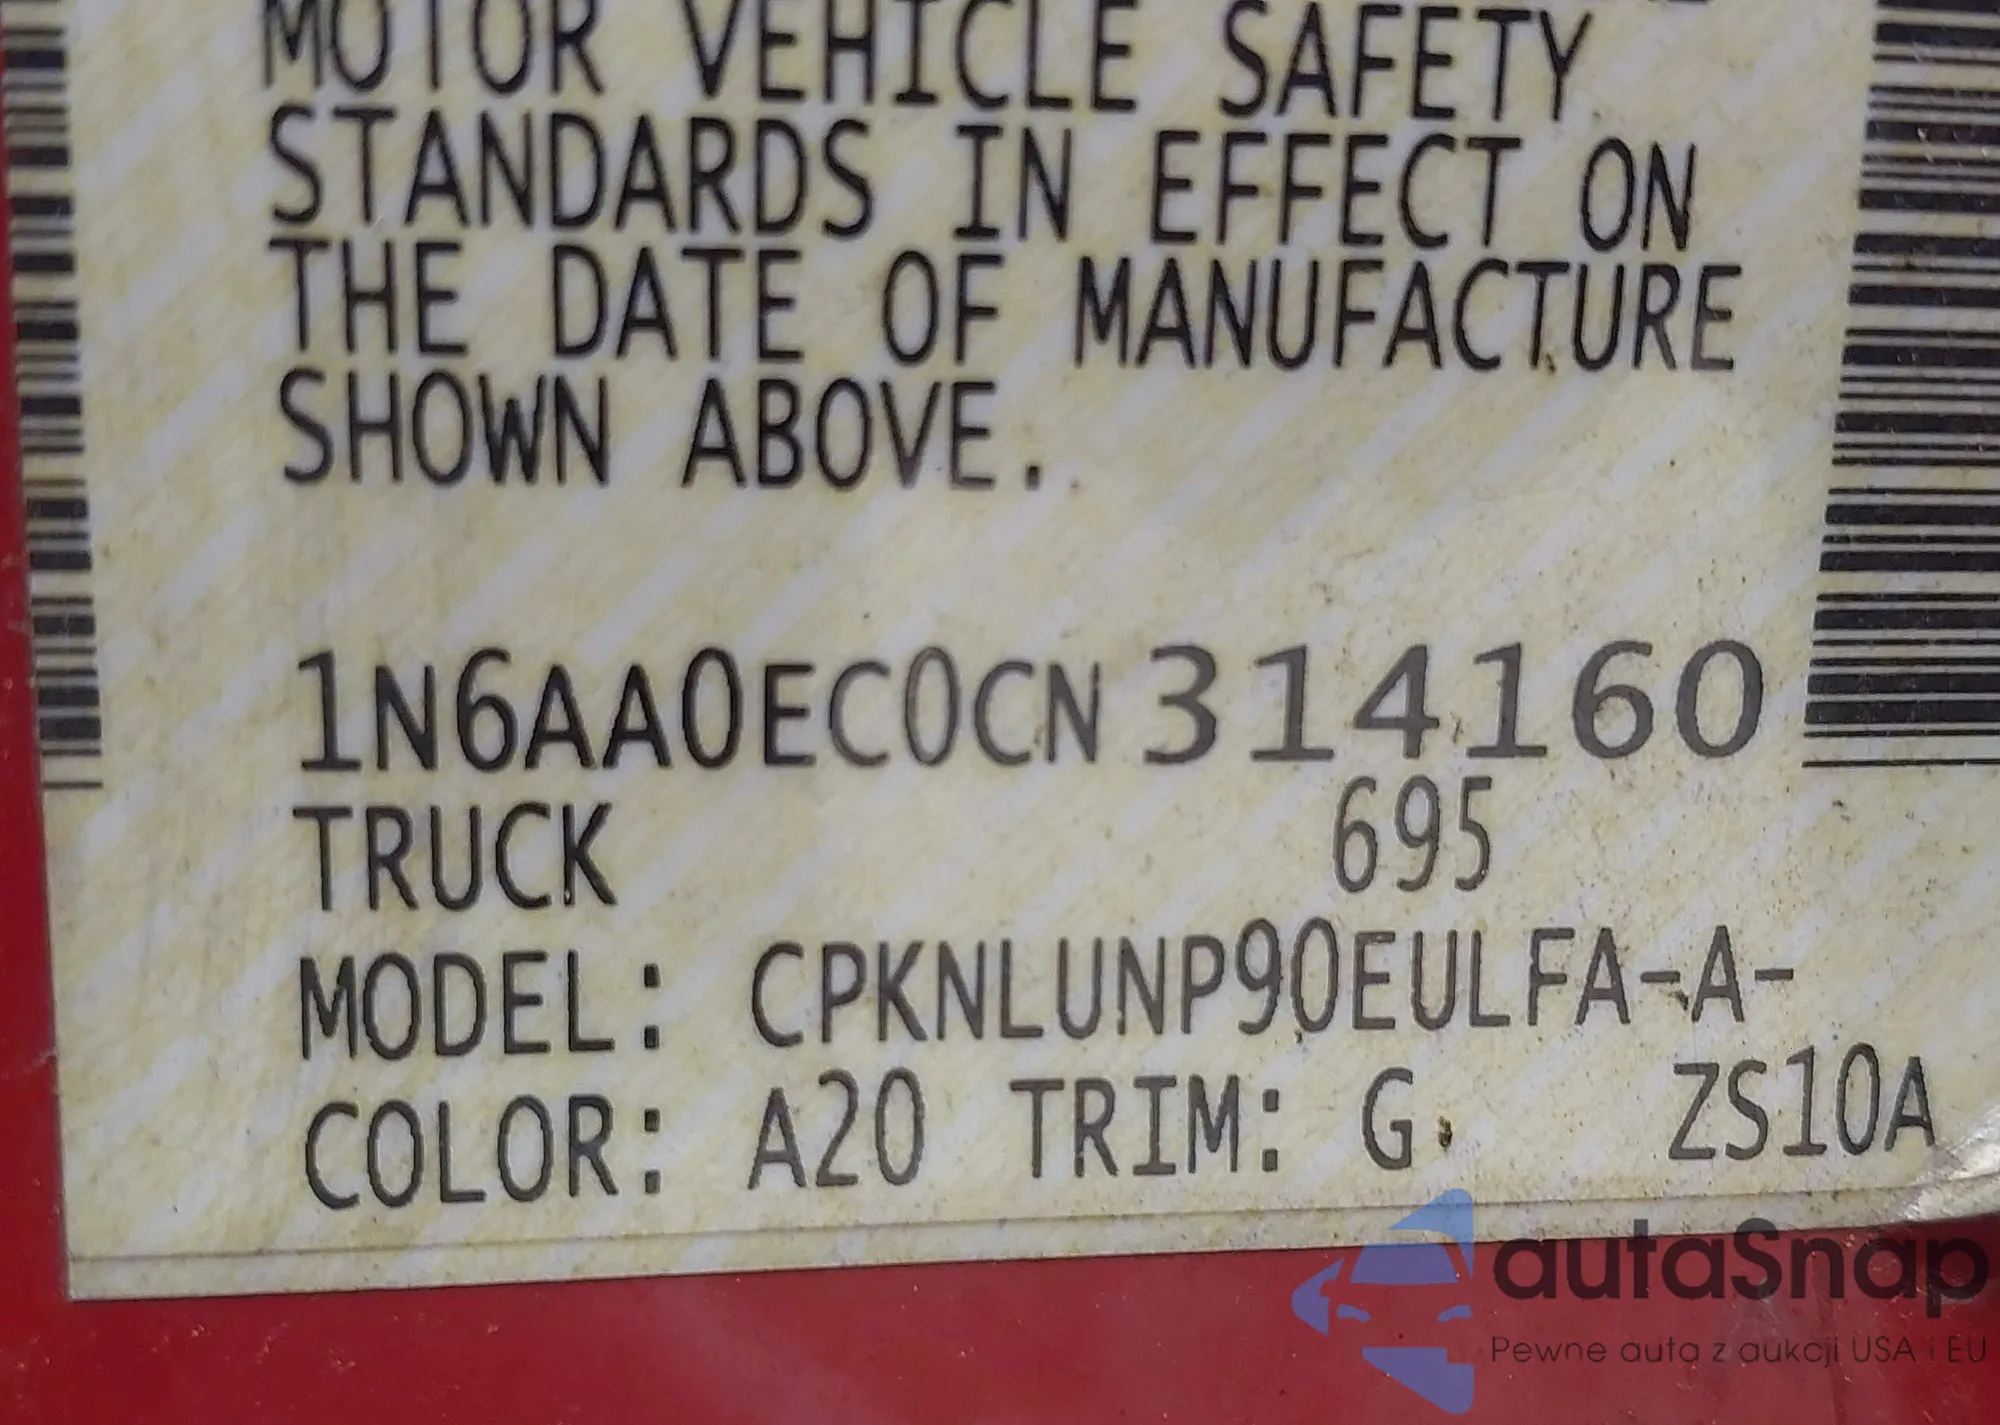 MOTOR VEHICLE SAFETY
STANDARDS IN EFFECT ON
THE DATE OF MANUFACTURE
SHOWN ABOVE.
1N6AA0EC0CN314160
TRUCK 695
MODEL: CPKNLUNP90EULFA-A-
COLOR: A20 TRIM: G ZS10A
autaSnap
Pewne auta z aukcji USA i EU